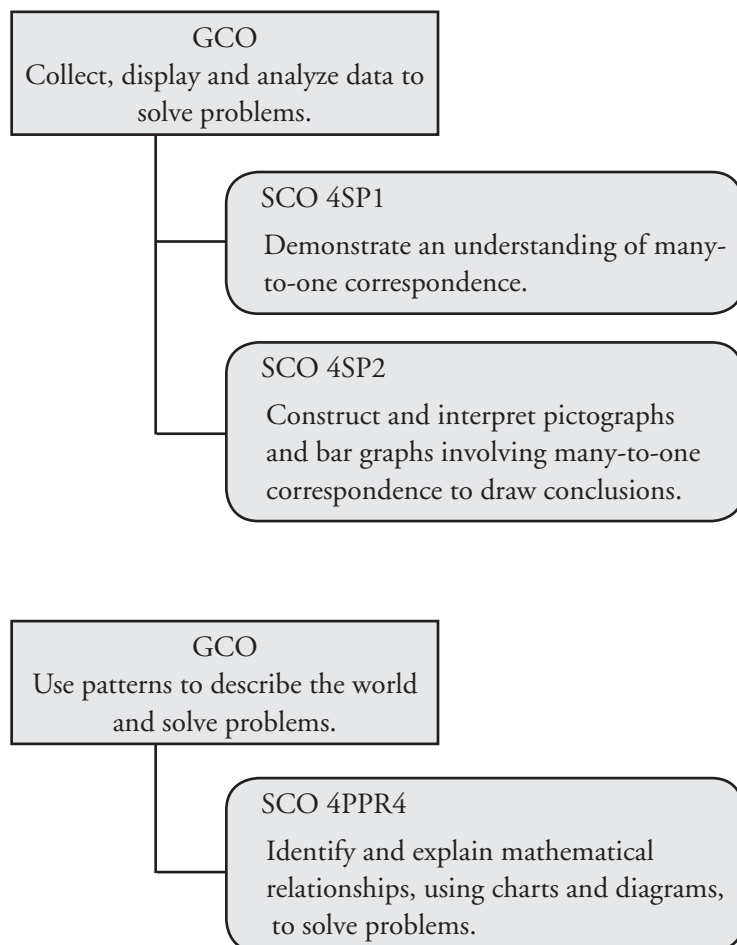 GCO
Collect, display and analyze data to
solve problems.
SCO 4SP1
Demonstrate an understanding of many-
to-one correspondence.
SCO 4SP2
Construct and interpret pictographs
and bar graphs involving many-to-one
correspondence to draw conclusions.
GCO
Use patterns to describe the world
and solve problems.
SCO 4PPR4
Identify and explain mathematical
relationships, using charts and diagrams,
to solve problems.